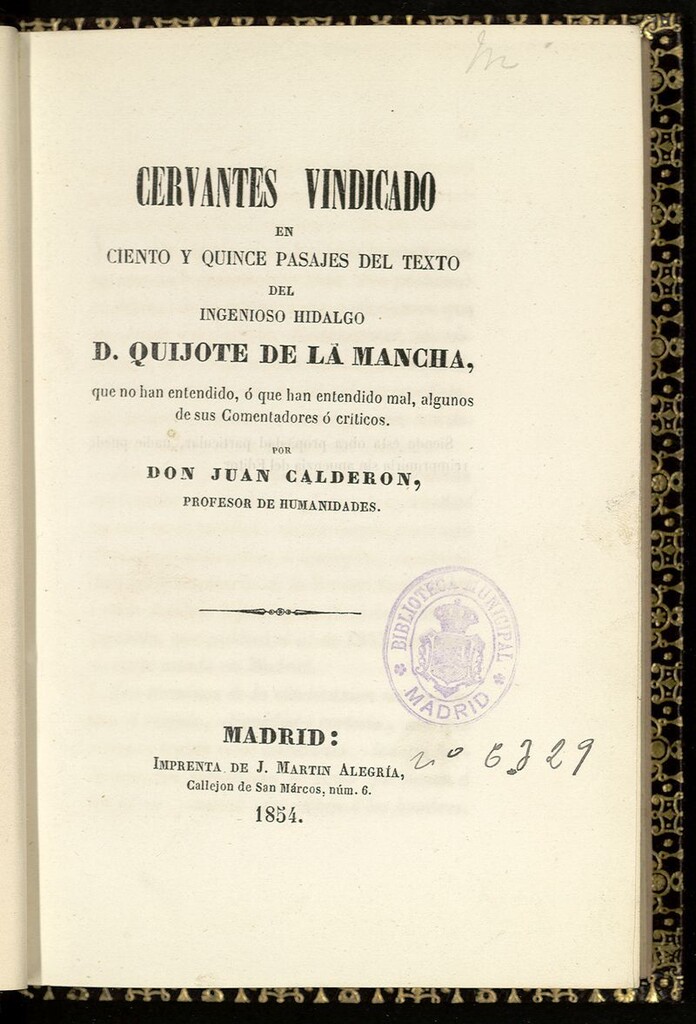 CERVANTES VINDICADO
EN
CIENTO Y QUINCE PASAJES DEL TEXTO
DEL
INGENIOSO HIDALGO
D. QUIJOTE DE LA MANCHA,
que no han entendido, ó que han entendido mal, algunos
de sus Comentadores ó críticos.
POR
DON JUAN CALDERON,
PROFESOR DE HUMANIDADES.
BIBLIOTECA MUNICIPAL
MADRID
MADRID:
IMPRENTA DE J. MARTIN ALEGRÍA,
nº 6329
Callejon de San Márcos, núm. 6.
1854.